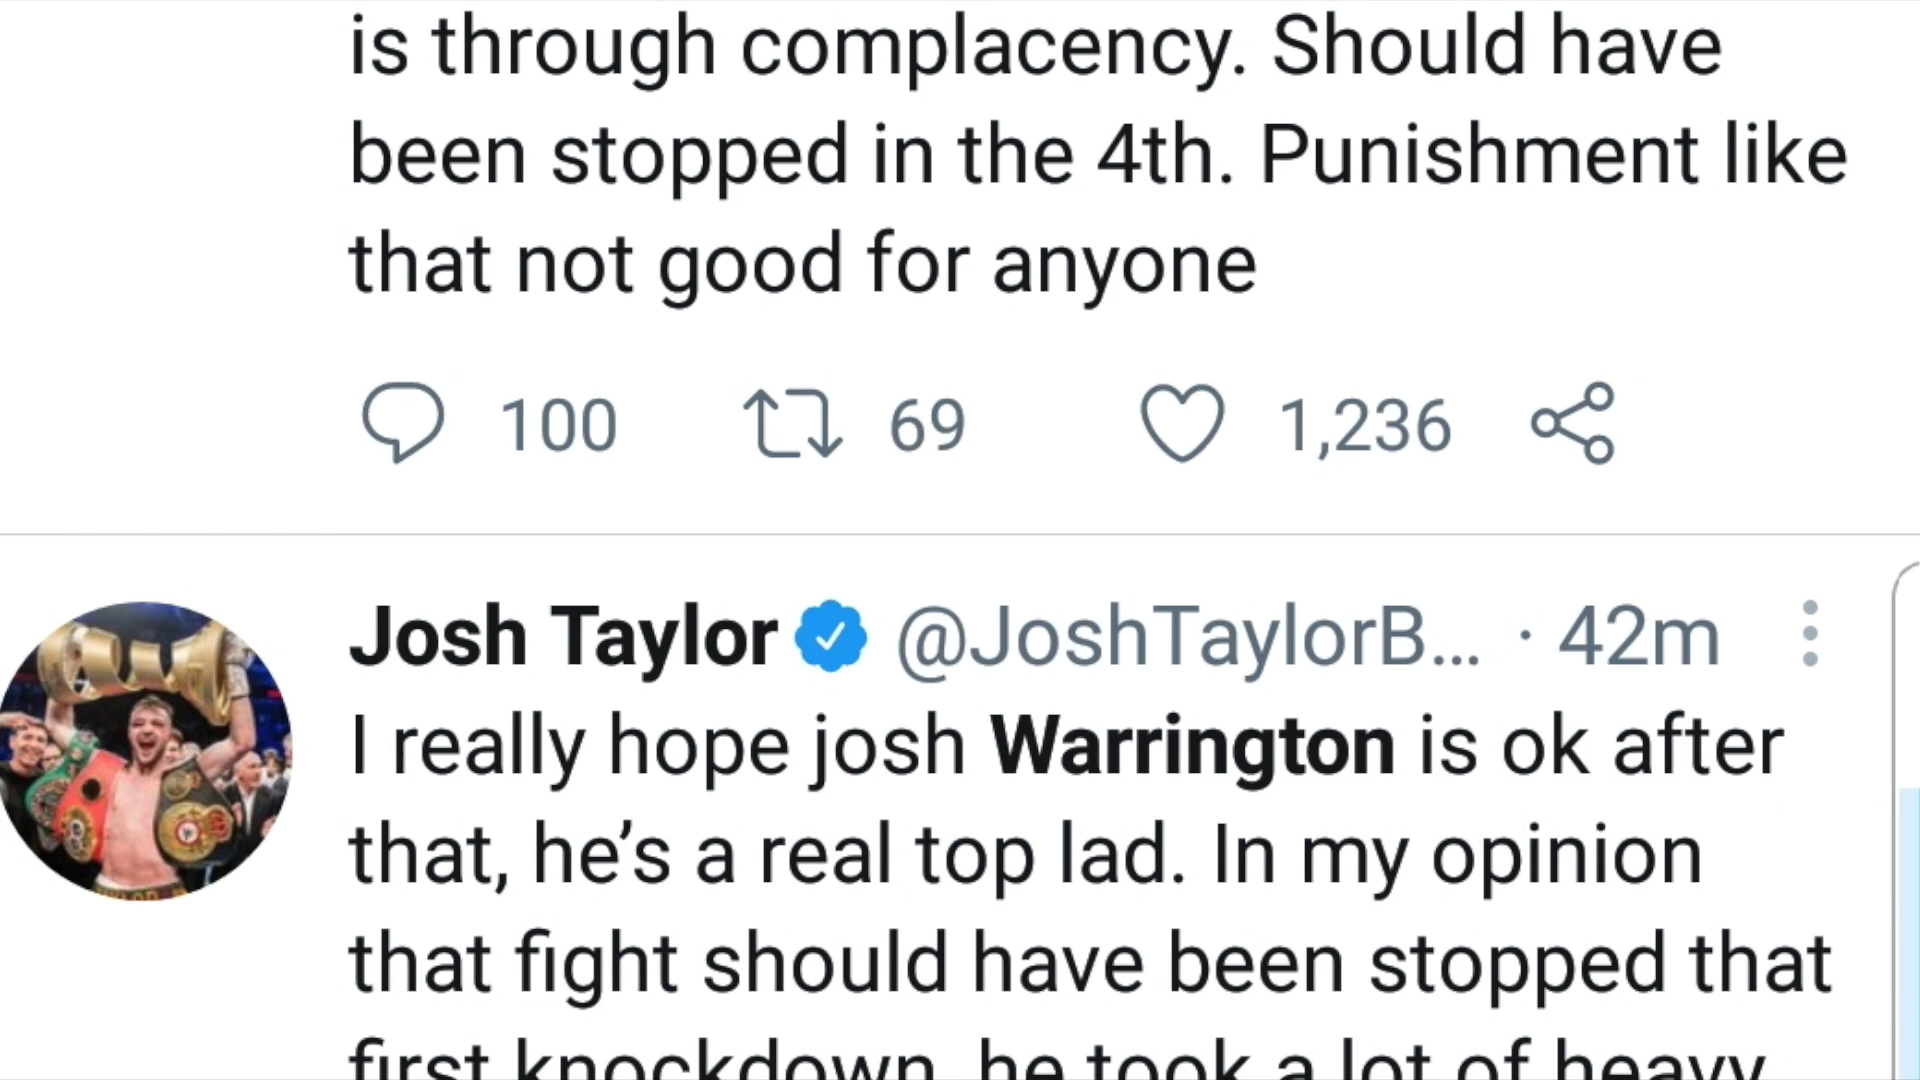 is through complacency. Should have
been stopped in the 4th. Punishment like
that not good for anyone
100 69 1,236
Josh Taylor @JoshTaylorB... · 42m
I really hope josh Warrington is ok after
that, he’s a real top lad. In my opinion
that fight should have been stopped that
first knockdown, he took a lot of heavy